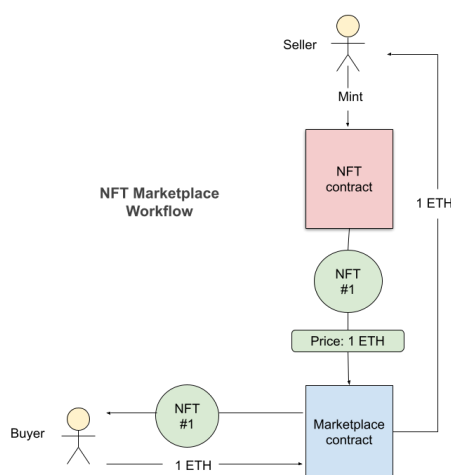 Seller
Mint
NFT
contract
NFT Marketplace
Workflow
1 ETH
NFT
#1
Price: 1 ETH
NFT
#1
Marketplace
contract
Buyer
1 ETH